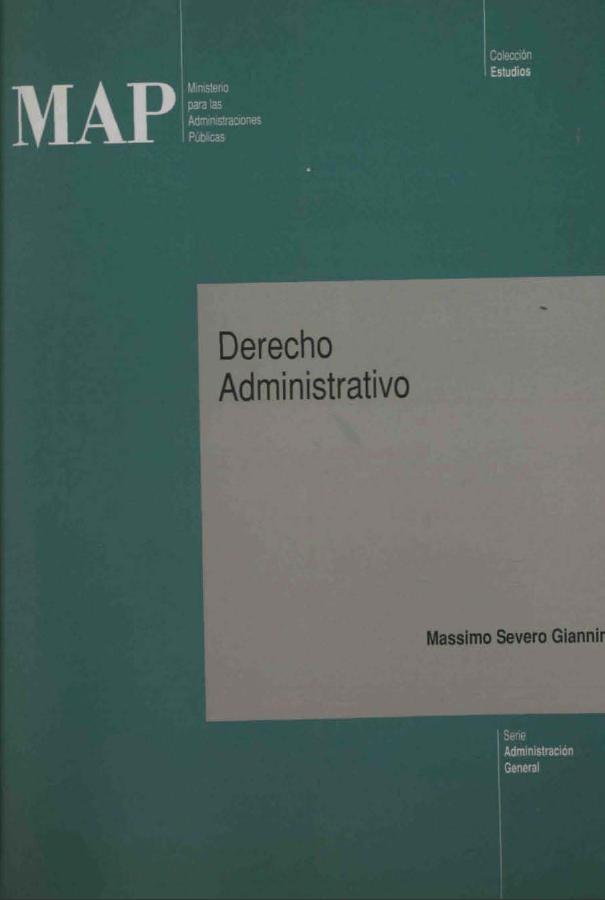 Colección
Estudios
MAP
Ministerio
para las
Administraciones
Públicas
Derecho
Administrativo
Massimo Severo Giannin
Serie
Administración
General